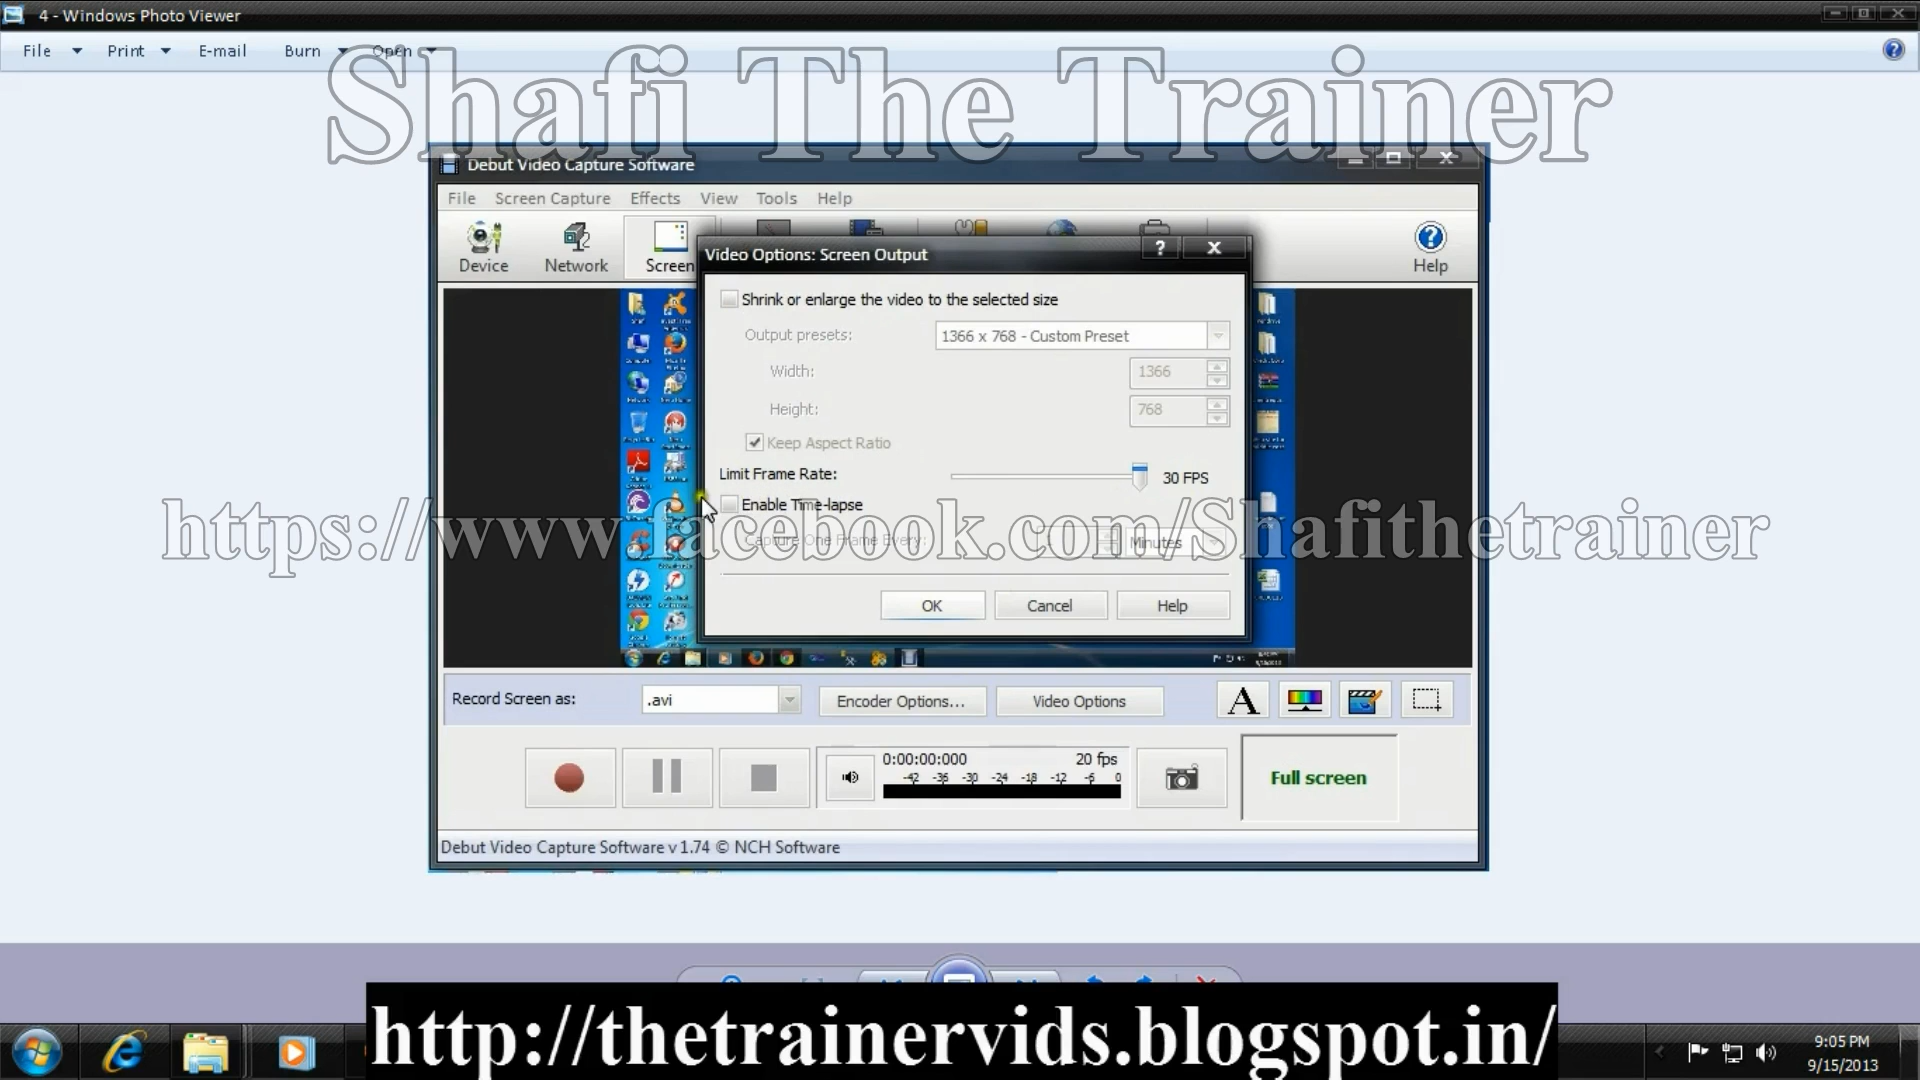 4 - Windows Photo Viewer
File Print E-mail Burn Open
Shafi The Trainer
Debut Video Capture Software
File Screen Capture Effects View Tools Help
Device Network Screen Help
Video Options: Screen Output
Shrink or enlarge the video to the selected size
Output presets: 1366 x 768 - Custom Preset
Width: 1366
Height: 768
Keep Aspect Ratio
Limit Frame Rate: 30 FPS
Enable Time-lapse
https://www.facebook.com/Shafithetrainer
Capture One Frame Every: Minutes
OK Cancel Help
Record Screen as: .avi Encoder Options... Video Options A
0:00:00:000 20 fps
-42 -36 -30 -24 -18 -12 -6 0
Full screen
Debut Video Capture Software v 1.74 © NCH Software
http://thetrainervids.blogspot.in/
9:05 PM
9/15/2013